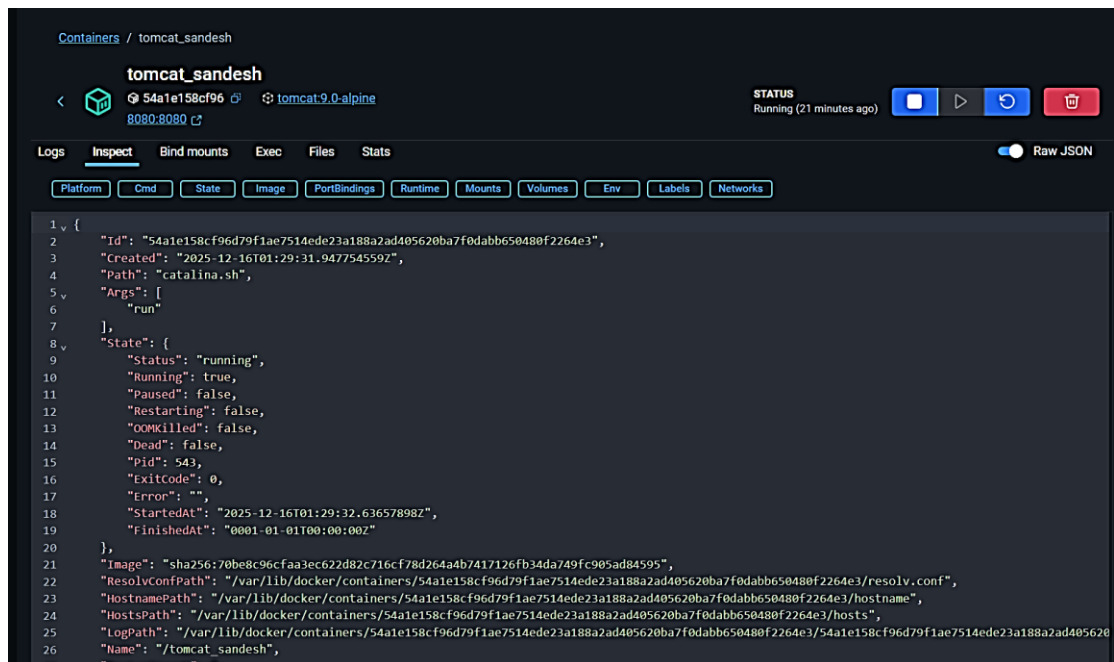 Containers / tomcat_sandesh
tomcat_sandesh
54a1e158cf96 tomcat:9.0-alpine
8080:8080
STATUS
Running (21 minutes ago)
Logs Inspect Bind mounts Exec Files Stats Raw JSON
Platform Cmd State Image PortBindings Runtime Mounts Volumes Env Labels Networks
1 {
2 "Id": "54a1e158cf96d79f1ae7514ede23a188a2ad405620ba7f0dabb650480f2264e3",
3 "Created": "2025-12-16T01:29:31.947754559Z",
4 "Path": "catalina.sh",
5 "Args": [
6 "run"
7 ],
8 "State": {
9 "Status": "running",
10 "Running": true,
11 "Paused": false,
12 "Restarting": false,
13 "OOMKilled": false,
14 "Dead": false,
15 "Pid": 543,
16 "ExitCode": 0,
17 "Error": "",
18 "StartedAt": "2025-12-16T01:29:32.63657898Z",
19 "FinishedAt": "0001-01-01T00:00:00Z"
20 },
21 "Image": "sha256:70be8c96cfaa3ec622d82c716cf78d264a4b7417126fb34da749fc905ad84595",
22 "ResolvConfPath": "/var/lib/docker/containers/54a1e158cf96d79f1ae7514ede23a188a2ad405620ba7f0dabb650480f2264e3/resolv.conf",
23 "HostnamePath": "/var/lib/docker/containers/54a1e158cf96d79f1ae7514ede23a188a2ad405620ba7f0dabb650480f2264e3/hostname",
24 "HostsPath": "/var/lib/docker/containers/54a1e158cf96d79f1ae7514ede23a188a2ad405620ba7f0dabb650480f2264e3/hosts",
25 "LogPath": "/var/lib/docker/containers/54a1e158cf96d79f1ae7514ede23a188a2ad405620ba7f0dabb650480f2264e3/54a1e158cf96d79f1ae7514ede23a188a2ad405620
26 "Name": "/tomcat_sandesh",